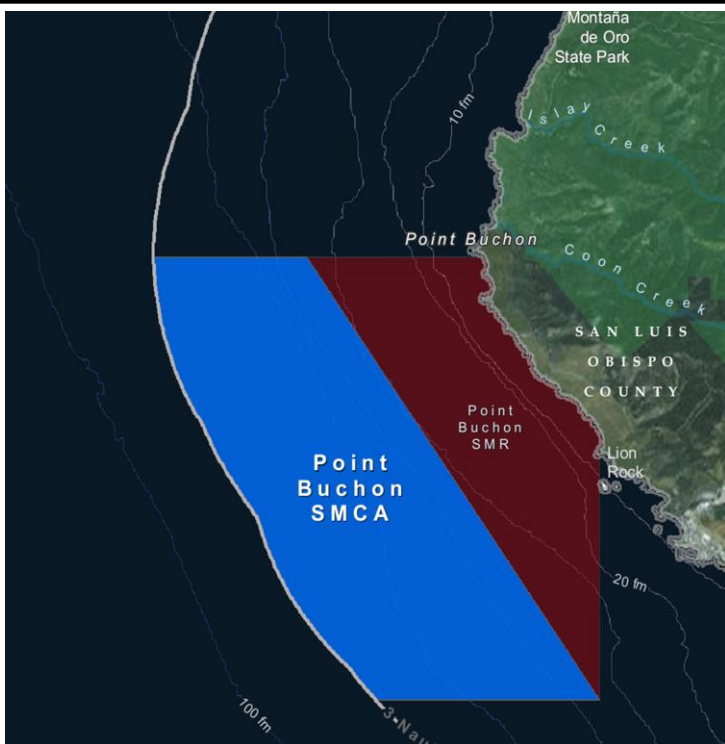 Montaña
de Oro
State Park
10 fm
Islay
Creek
Point Buchon
Coon Creek
SAN LUIS
OBISPO
COUNTY
Point
Buchon
SMR
Point
Buchon
SMCA
Lion
Rock
20 fm
100 fm